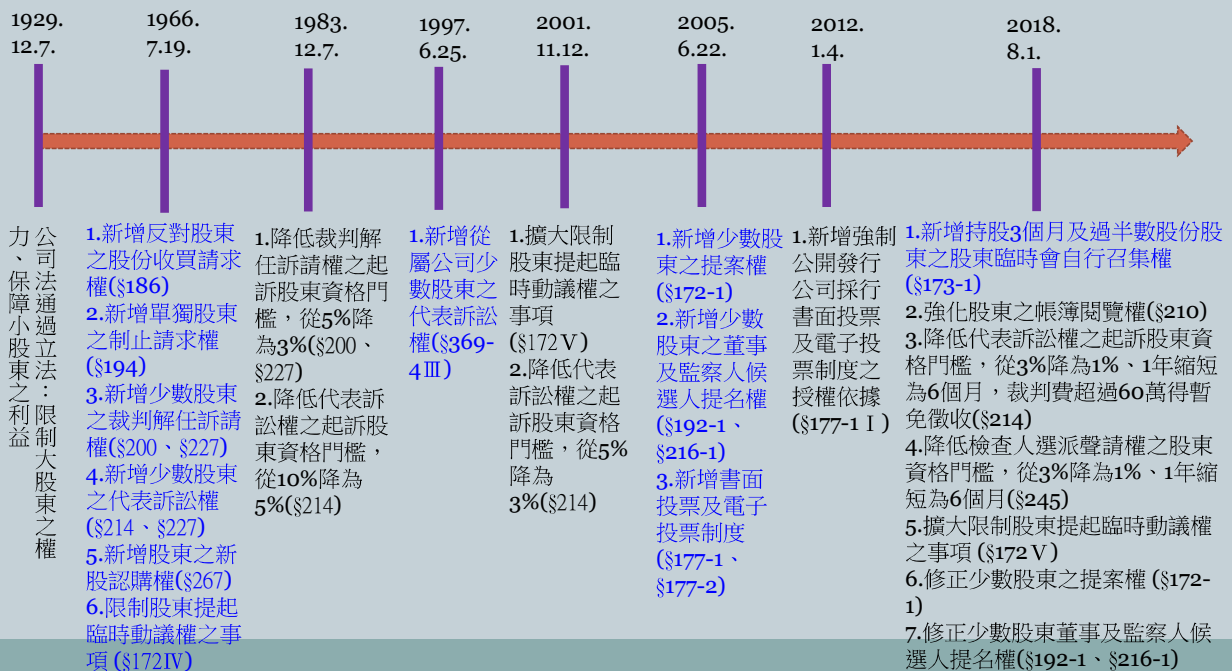 1929.
12.7.
公司法通過立法：限制大股東之權
力、保障小股東之利益
1966.
7.19.
1.新增反對股東
之股份收買請求
權(§186)
2.新增單獨股東
之制止請求權
(§194)
3.新增少數股東
之裁判解任訴請
權(§200、§227)
4.新增少數股東
之代表訴訟權
(§214、§227)
5.新增股東之新
股認購權(§267)
6.限制股東提起
臨時動議權之事
項 (§172Ⅳ)
1983.
12.7.
1.降低裁判解
任訴請權之起
訴股東資格門
檻，從5%降
為3%(§200、
§227)
2.降低代表訴
訟權之起訴股
東資格門檻，
從10%降為
5%(§214)
1997.
6.25.
1.新增從
屬公司少
數股東之
代表訴訟
權(§369-
4Ⅲ)
2001.
11.12.
1.擴大限制
股東提起臨
時動議權之
事項
(§172Ⅴ)
2.降低代表
訴訟權之起
訴股東資格
門檻，從5%
降為
3%(§214)
2005.
6.22.
1.新增少數股
東之提案權
(§172-1)
2.新增少數
股東之董事
及監察人候
選人提名權
(§192-1、
§216-1)
3.新增書面
投票及電子
投票制度
(§177-1、
§177-2)
2012.
1.4.
1.新增強制
公開發行
公司採行
書面投票
及電子投
票制度之
授權依據
(§177-1Ⅰ)
2018.
8.1.
1.新增持股3個月及過半數股份股
東之股東臨時會自行召集權
(§173-1)
2.強化股東之帳簿閱覽權(§210)
3.降低代表訴訟權之起訴股東資
格門檻，從3%降為1%、1年縮短
為6個月，裁判費超過60萬得暫
免徵收(§214)
4.降低檢查人選派聲請權之股東
資格門檻，從3%降為1%、1年縮
短為6個月(§245)
5.擴大限制股東提起臨時動議權
之事項 (§172Ⅴ)
6.修正少數股東之提案權 (§172-
1)
7.修正少數股東董事及監察人候
選人提名權(§192-1、§216-1)